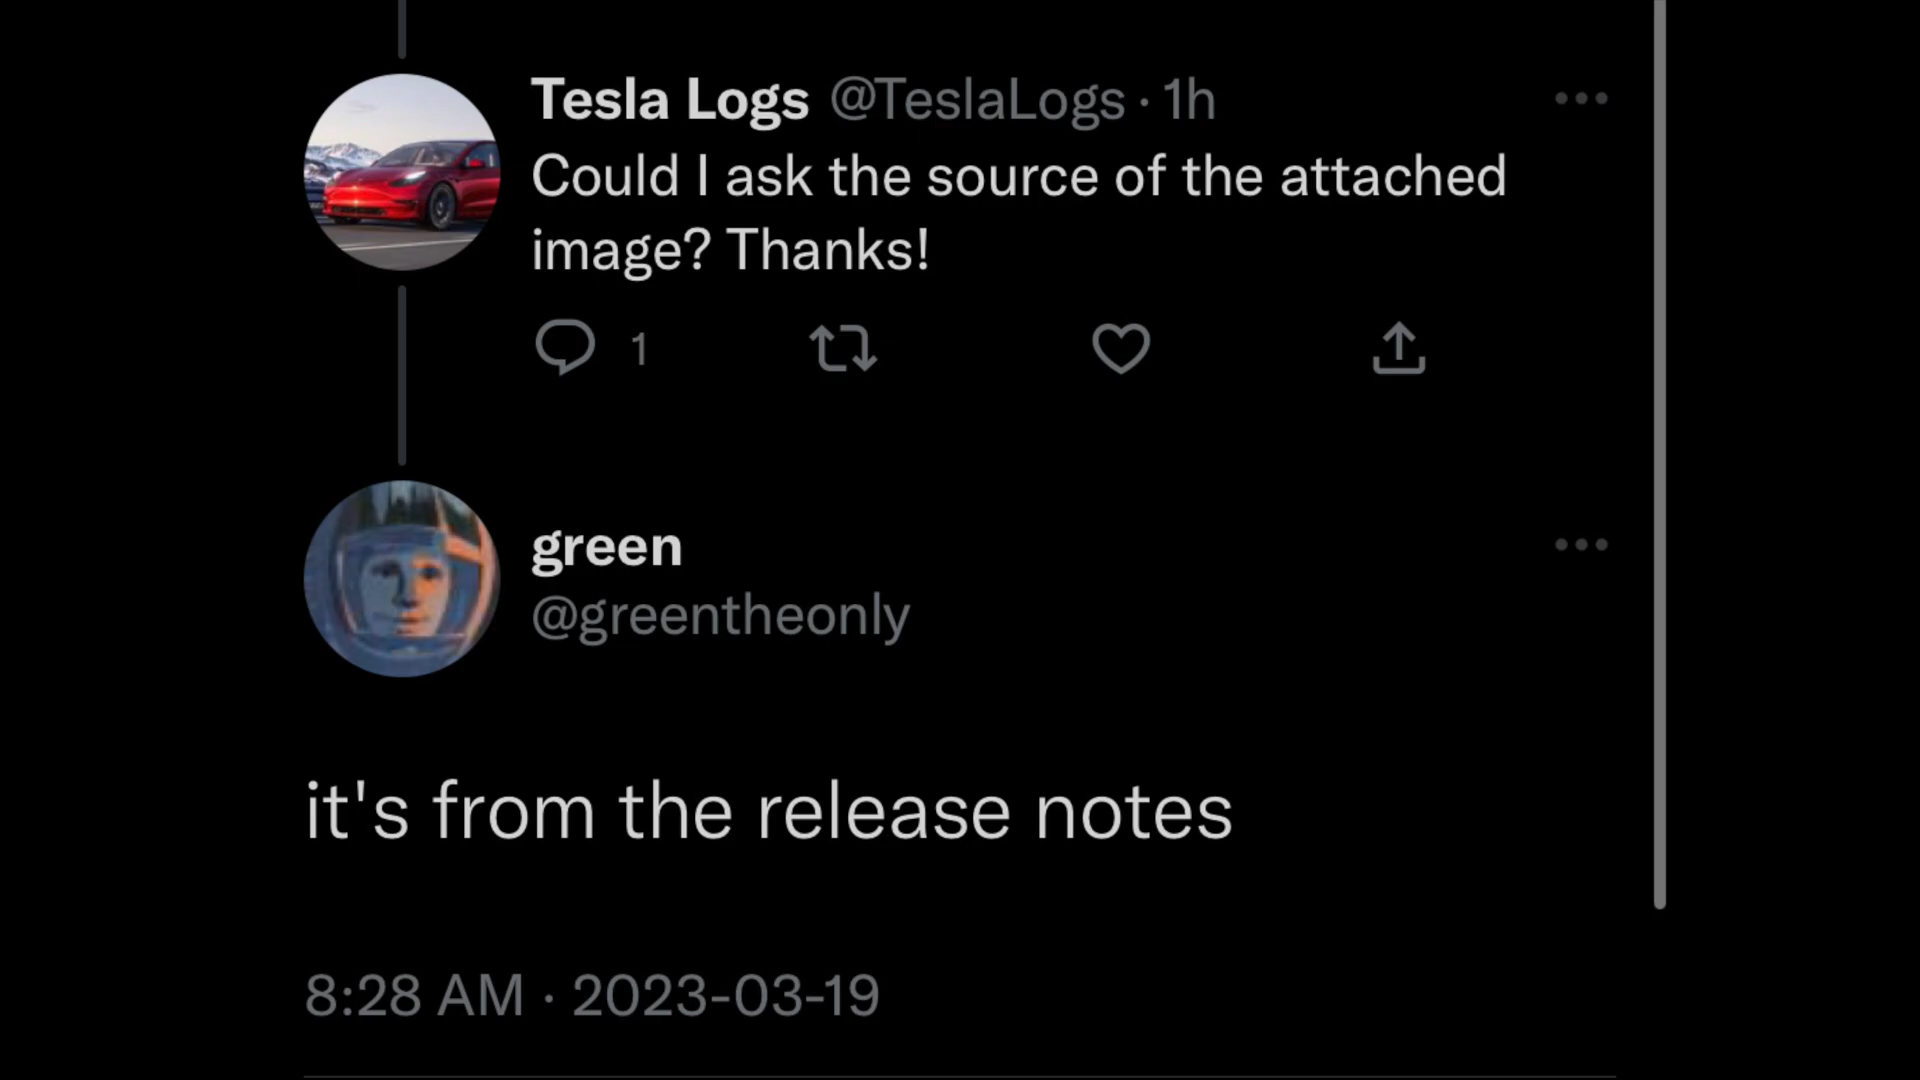 Tesla Logs @TeslaLogs · 1h
Could I ask the source of the attached
image? Thanks!
1
green
@greentheonly
it's from the release notes
8:28 AM · 2023-03-19